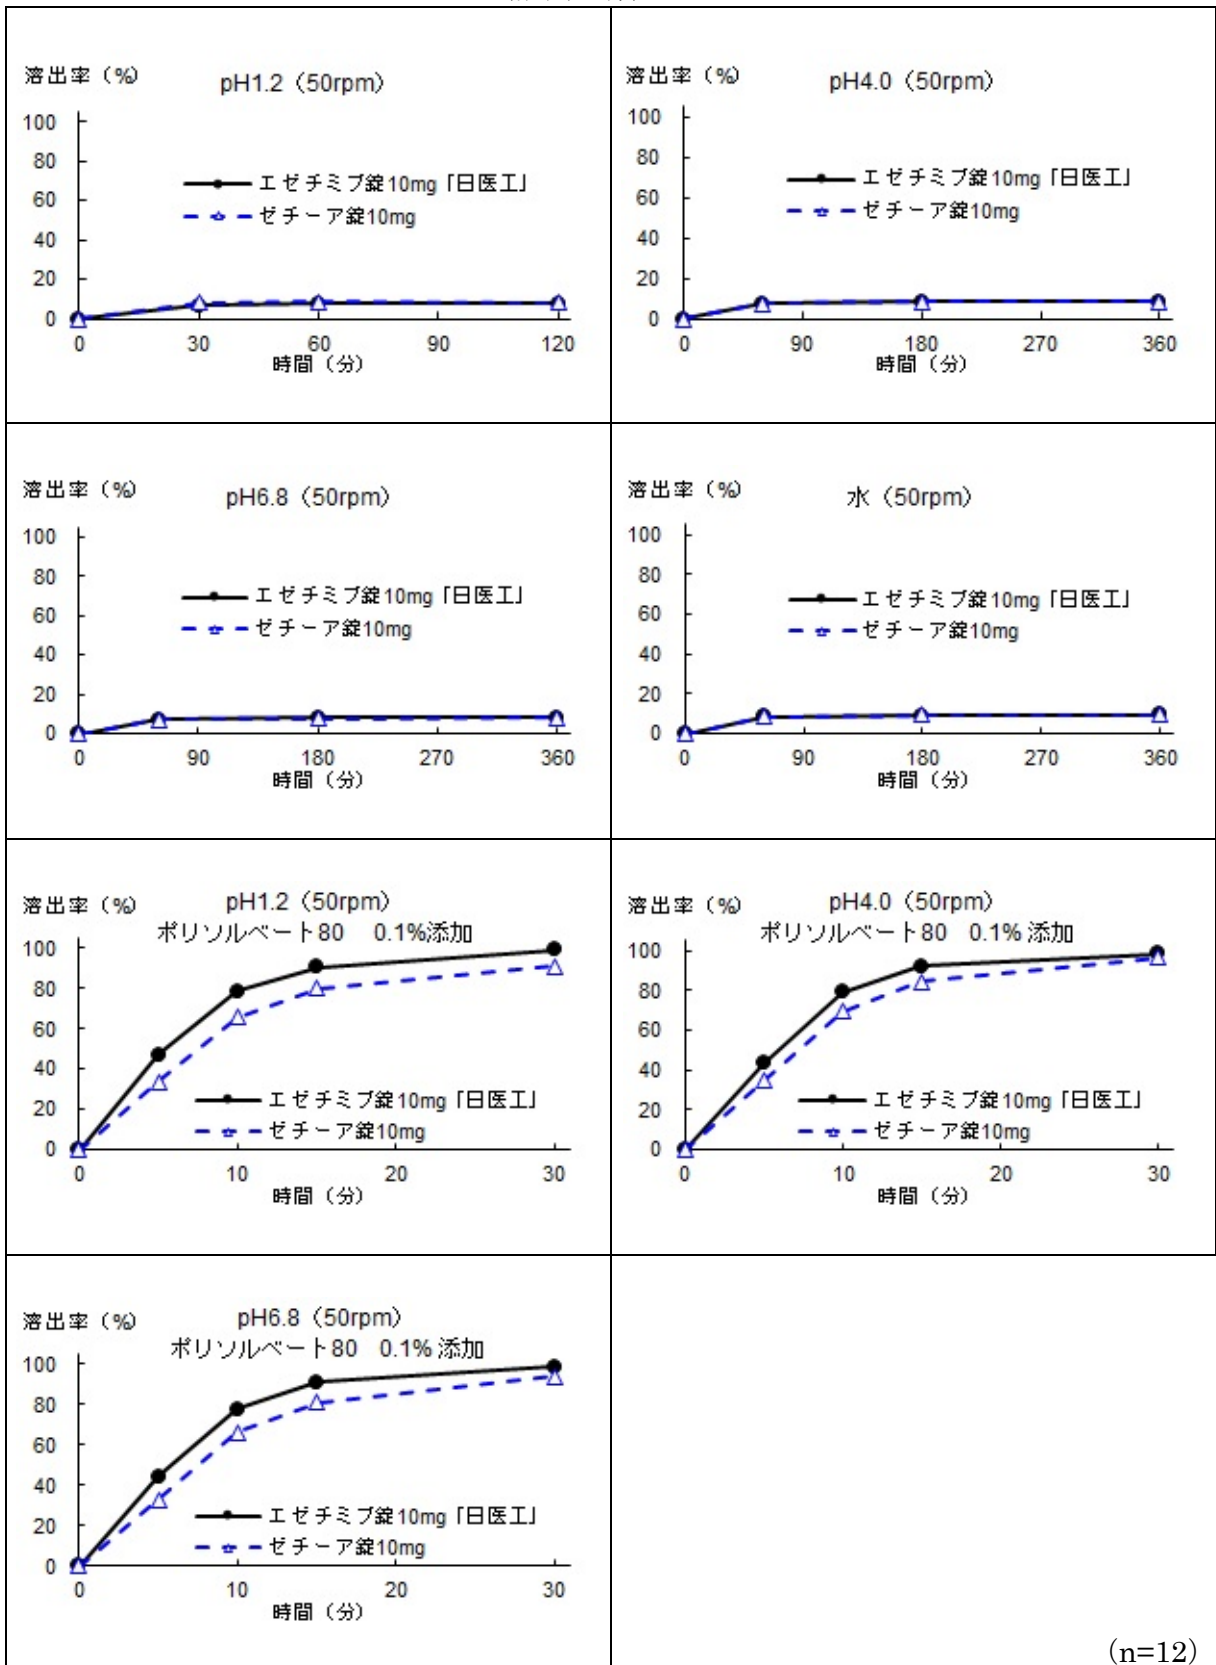 溶出率（%）
pH1.2（50rpm）
100
80
60
40
20
0
エゼチミブ錠10mg「日医工」
ゼチーア錠10mg
0 30 60 90 120
時間（分）
溶出率（%）
pH4.0（50rpm）
100
80
60
40
20
0
エゼチミブ錠10mg「日医工」
ゼチーア錠10mg
0 90 180 270 360
時間（分）
溶出率（%）
pH6.8（50rpm）
100
80
60
40
20
0
エゼチミブ錠10mg「日医工」
ゼチーア錠10mg
0 90 180 270 360
時間（分）
溶出率（%）
水（50rpm）
100
80
60
40
20
0
エゼチミブ錠10mg「日医工」
ゼチーア錠10mg
0 90 180 270 360
時間（分）
溶出率（%）
pH1.2（50rpm）
ポリソルベート80 0.1%添加
100
80
60
40
20
0
エゼチミブ錠10mg「日医工」
ゼチーア錠10mg
0 10 20 30
時間（分）
溶出率（%）
pH4.0（50rpm）
ポリソルベート80 0.1% 添加
100
80
60
40
20
0
エゼチミブ錠10mg「日医工」
ゼチーア錠10mg
0 10 20 30
時間（分）
溶出率（%）
pH6.8（50rpm）
ポリソルベート80 0.1% 添加
100
80
60
40
20
0
エゼチミブ錠10mg「日医工」
ゼチーア錠10mg
0 10 20 30
時間（分）
（n=12）